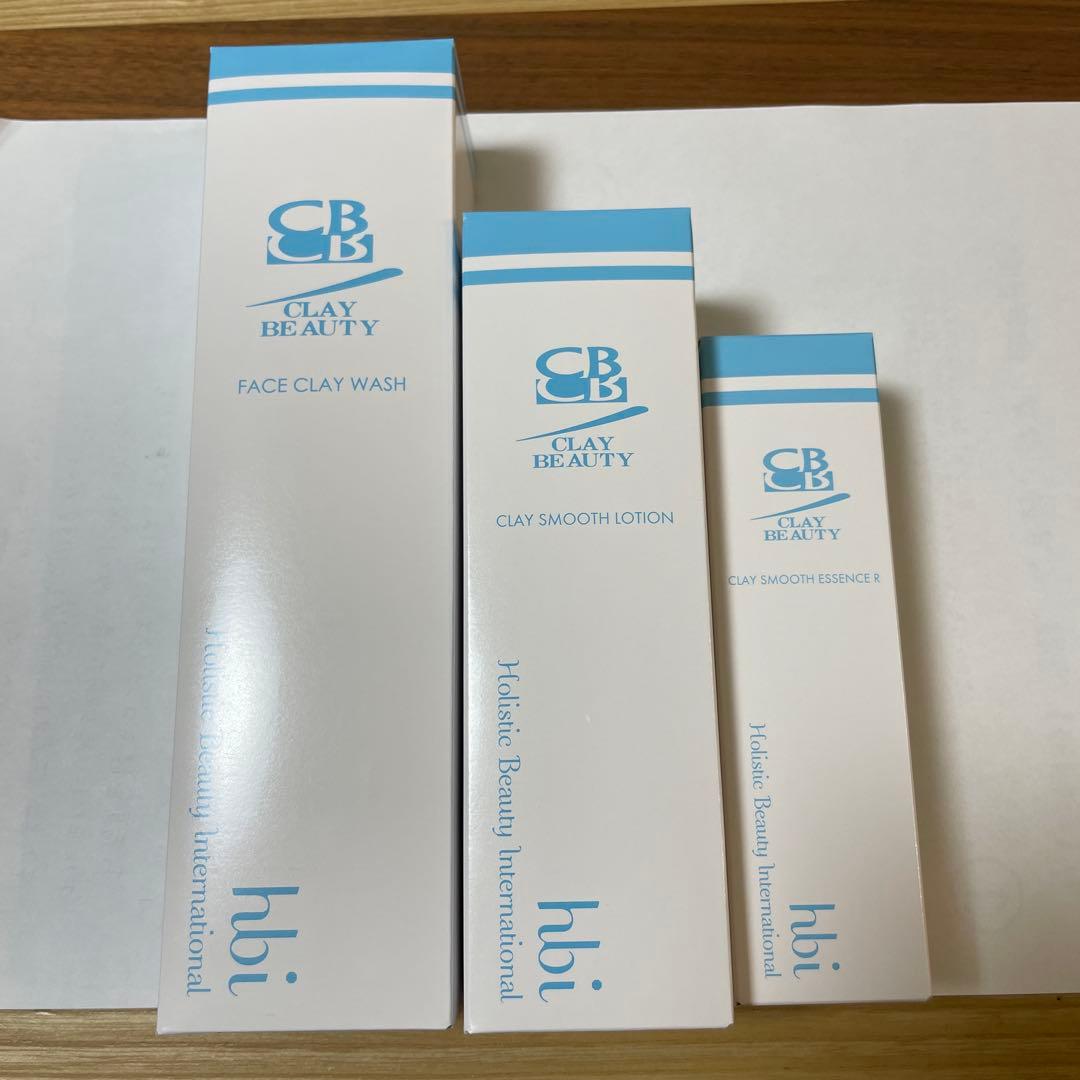 CB
CLAY
BEAUTY
FACE CLAY WASH
Holistic Beauty International
hbi
CB
CLAY
BEAUTY
CLAY SMOOTH LOTION
Holistic Beauty International
hbi
CB
CLAY
BEAUTY
CLAY SMOOTH ESSENCE R
Holistic Beauty International
hbi